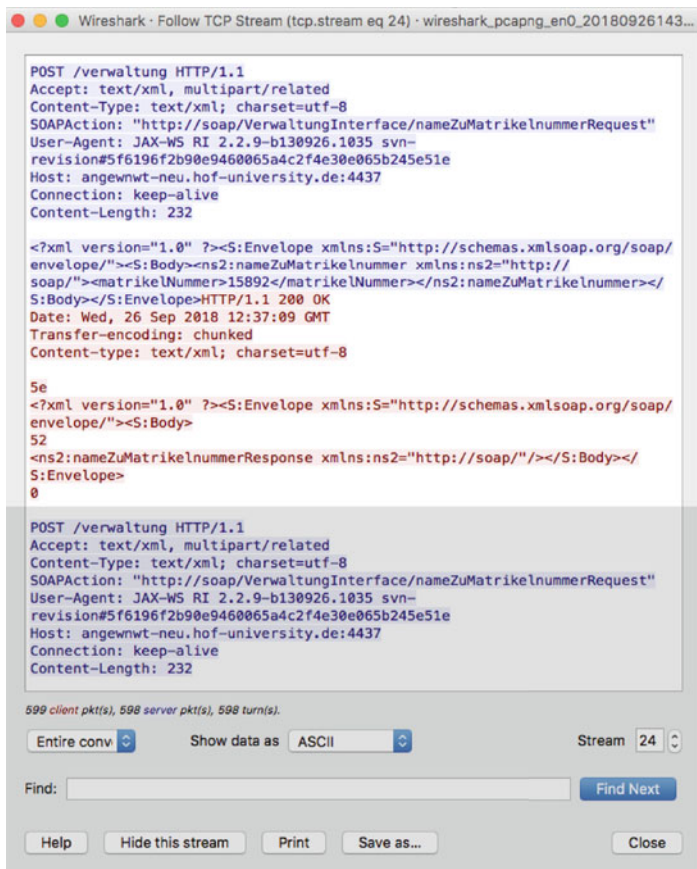 Wireshark · Follow TCP Stream (tcp.stream eq 24) · wireshark_pcapng_en0_20180926143...
POST /verwaltung HTTP/1.1
Accept: text/xml, multipart/related
Content-Type: text/xml; charset=utf-8
SOAPAction: "http://soap/VerwaltungInterface/nameZuMatrikelnummerRequest"
User-Agent: JAX-WS RI 2.2.9-b130926.1035 svn-
revision#5f6196f2b90e9460065a4c2f4e30e065b245e51e
Host: angewnwt-neu.hof-university.de:4437
Connection: keep-alive
Content-Length: 232
<?xml version="1.0" ?><S:Envelope xmlns:S="http://schemas.xmlsoap.org/soap/
envelope/"><S:Body><ns2:nameZuMatrikelnummer xmlns:ns2="http://
soap/"><matrikelNummer>15892</matrikelNummer></ns2:nameZuMatrikelnummer></
S:Body></S:Envelope>HTTP/1.1 200 OK
Date: Wed, 26 Sep 2018 12:37:09 GMT
Transfer-encoding: chunked
Content-type: text/xml; charset=utf-8
5e
<?xml version="1.0" ?><S:Envelope xmlns:S="http://schemas.xmlsoap.org/soap/
envelope/"><S:Body>
52
<ns2:nameZuMatrikelnummerResponse xmlns:ns2="http://soap/"/></S:Body></
S:Envelope>
0
POST /verwaltung HTTP/1.1
Accept: text/xml, multipart/related
Content-Type: text/xml; charset=utf-8
SOAPAction: "http://soap/VerwaltungInterface/nameZuMatrikelnummerRequest"
User-Agent: JAX-WS RI 2.2.9-b130926.1035 svn-
revision#5f6196f2b90e9460065a4c2f4e30e065b245e51e
Host: angewnwt-neu.hof-university.de:4437
Connection: keep-alive
Content-Length: 232
599 client pkt(s), 598 server pkt(s), 598 turn(s).
Entire conv Show data as ASCII Stream 24
Find: Find Next
Help Hide this stream Print Save as... Close